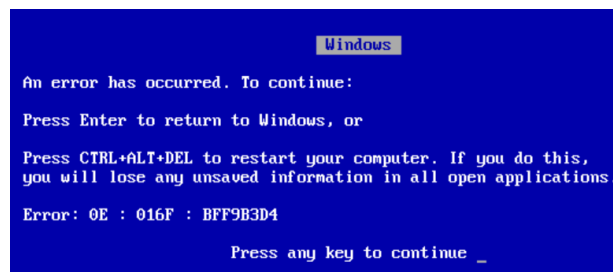 Windows
An error has occurred. To continue:
Press Enter to return to Windows, or
Press CTRL+ALT+DEL to restart your computer. If you do this,
you will lose any unsaved information in all open applications.
Error: 0E : 016F : BFF9B3D4
Press any key to continue _